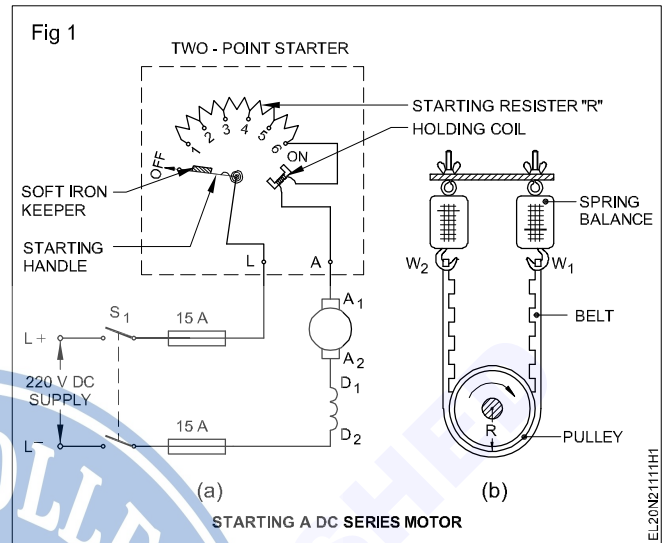 Fig 1
TWO - POINT STARTER
STARTING RESISTER "R"
HOLDING COIL
1 2 3 4 5 6
OFF
ON
SOFT IRON
KEEPER
STARTING
HANDLE
L
A
S1
15 A
L +
220 V DC
SUPPLY
L –
15 A
A1
A2
D1
D2
(a)
SPRING
BALANCE
W2
W1
BELT
R
PULLEY
(b)
STARTING A DC SERIES MOTOR
EL20N21111H1